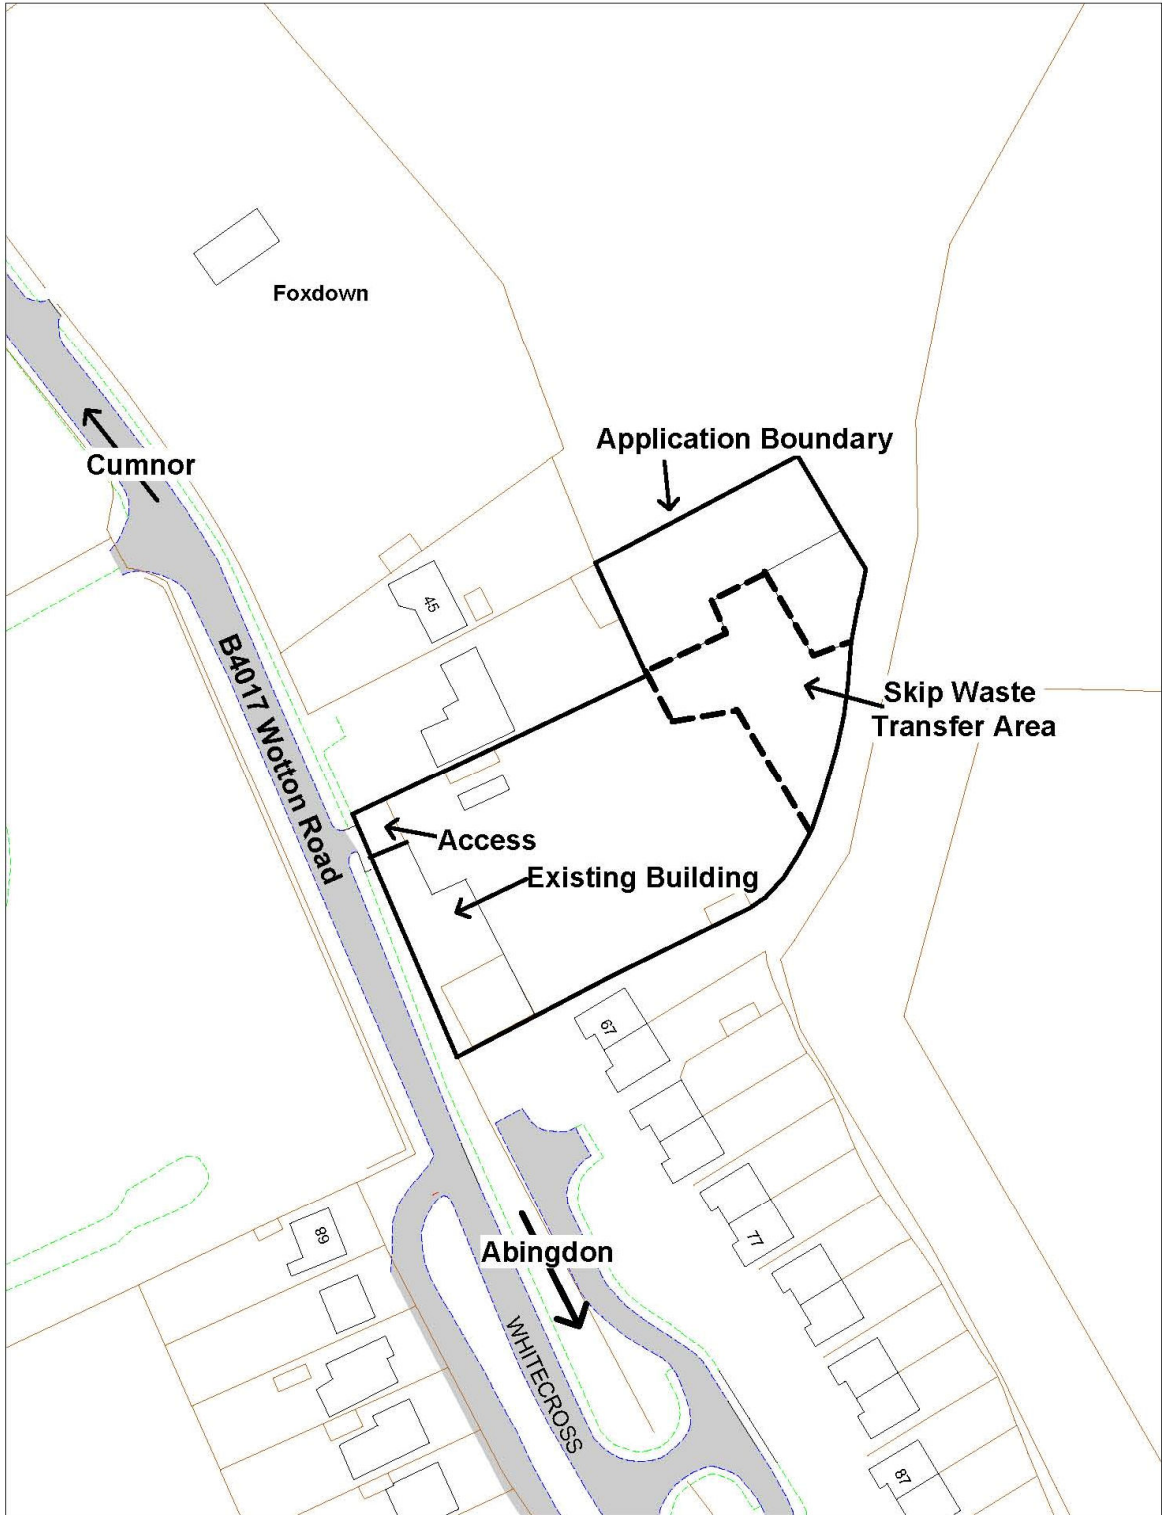 Foxdown
Application Boundary
Cumnor
45
B4017 Wotton Road
Skip Waste
Transfer Area
Access
Existing Building
67
77
89
Abingdon
WHITECROSS
87